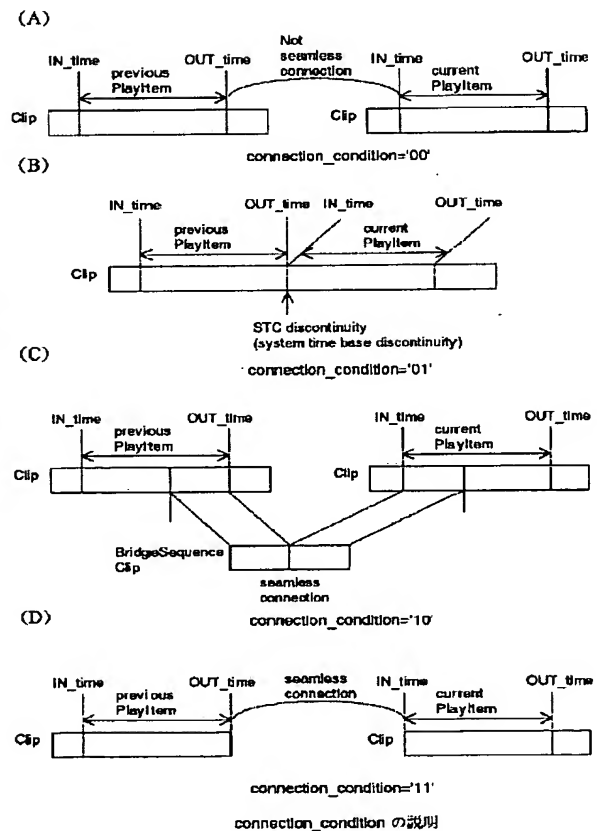 (A)
IN_time
OUT_time
Not
seamless
connection
IN_time
OUT_time
previous
PlayItem
current
PlayItem
Clip
Clip
connection_condition='00'
(B)
IN_time
OUT_time
IN_time
OUT_time
previous
PlayItem
current
PlayItem
Clip
STC discontinuity
(system time base discontinuity)
connection_condition='01'
(C)
IN_time
OUT_time
IN_time
OUT_time
previous
PlayItem
current
PlayItem
Clip
Clip
BridgeSequence
Clip
seamless
connection
connection_condition='10'
(D)
IN_time
OUT_time
seamless
connection
IN_time
OUT_time
previous
PlayItem
current
PlayItem
Clip
Clip
connection_condition='11'
connection_condition の説明